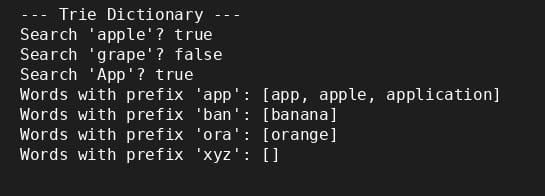 --- Trie Dictionary ---
Search 'apple'? true
Search 'grape'? false
Search 'App'? true
Words with prefix 'app': [app, apple, application]
Words with prefix 'ban': [banana]
Words with prefix 'ora': [orange]
Words with prefix 'xyz': []